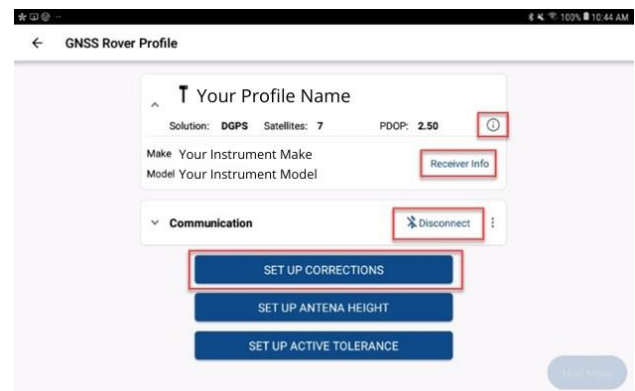 100% 10:44 AM
GNSS Rover Profile
Your Profile Name
Solution: DGPS Satellites: 7 PDOP: 2.50
Make Your Instrument Make
Receiver Info
Model Your Instrument Model
Communication Disconnect
SET UP CORRECTIONS
SET UP ANTENA HEIGHT
SET UP ACTIVE TOLERANCE